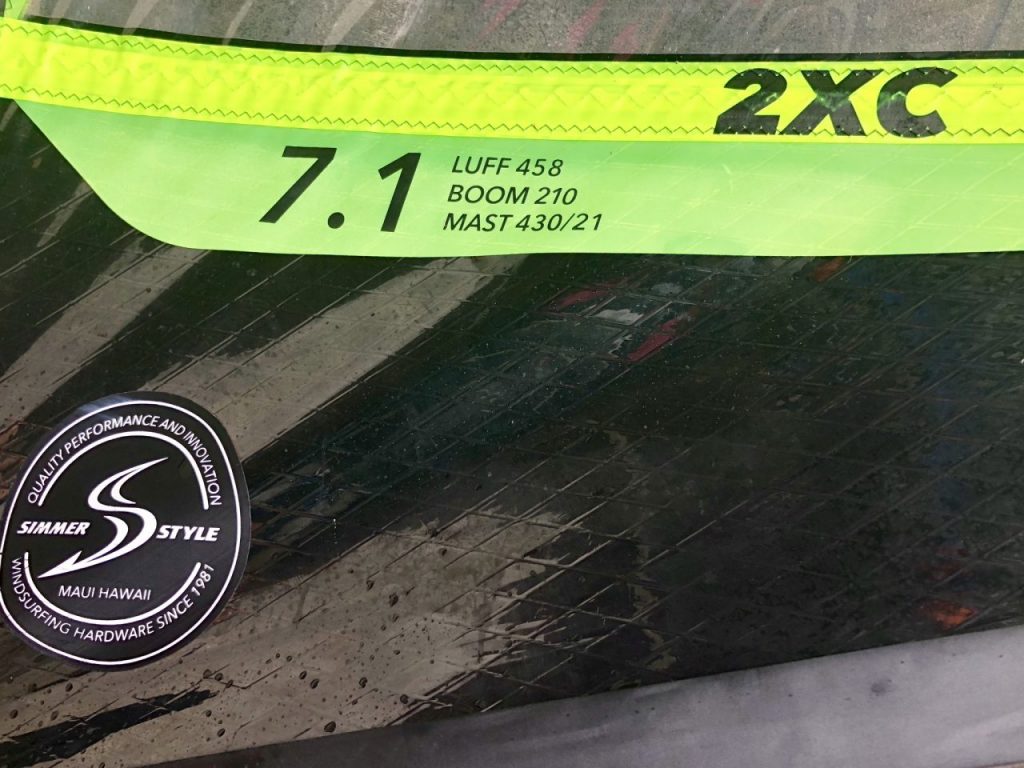 2XC
7.1
LUFF 458
BOOM 210
MAST 430/21
QUALITY PERFORMANCE AND INNOVATION
SIMMER STYLE
MAUI HAWAII
WINDSURFING HARDWARE SINCE 1981